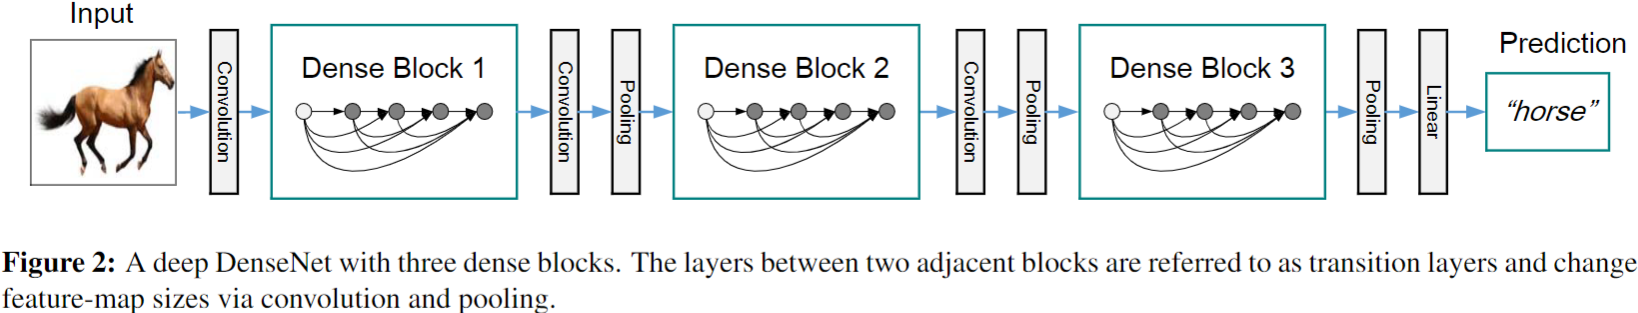 Input
Convolution
Dense Block 1
Convolution
Pooling
Dense Block 2
Convolution
Pooling
Dense Block 3
Pooling
Linear
Prediction
“horse”
Figure 2: A deep DenseNet with three dense blocks. The layers between two adjacent blocks are referred to as transition layers and change
feature-map sizes via convolution and pooling.